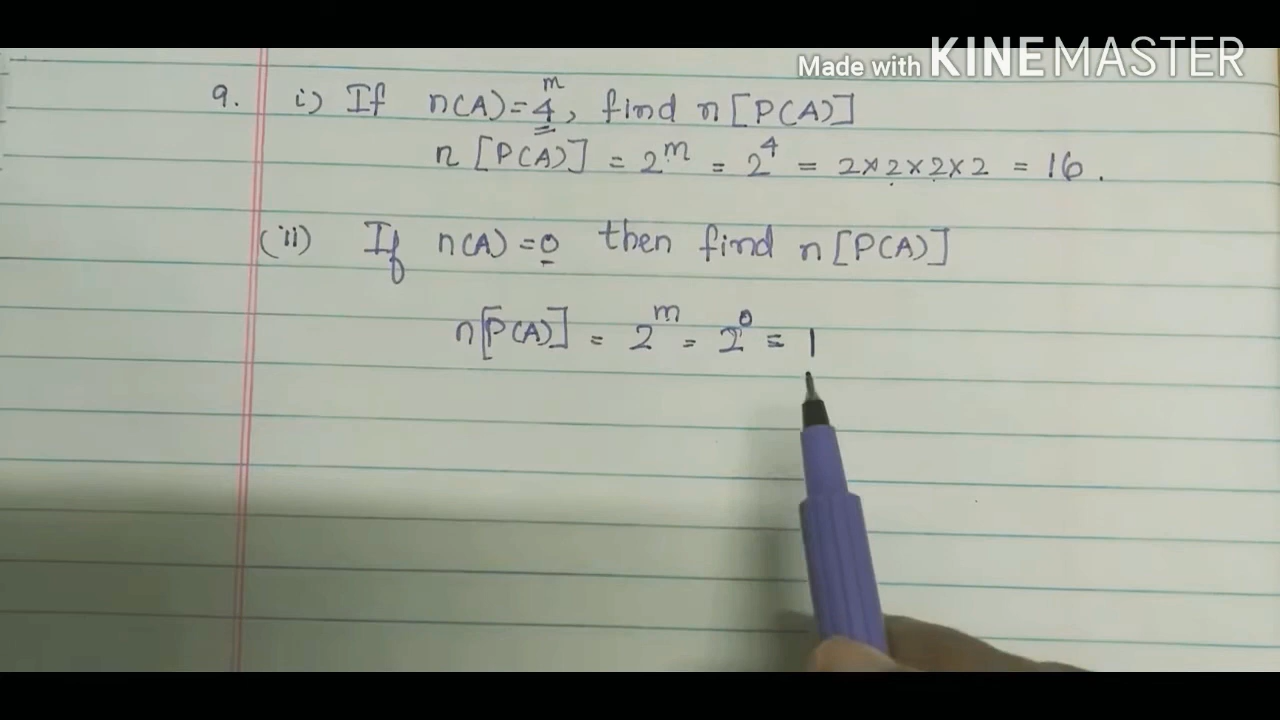 Made with KINEMASTER
9. i) If n(A) = 4, find n[P(A)]
m
n[P(A)] = 2^m = 2^4 = 2×2×2×2 = 16.
(ii) If n(A) = 0 then find n[P(A)]
n[P(A)] = 2^m = 2^0 = 1